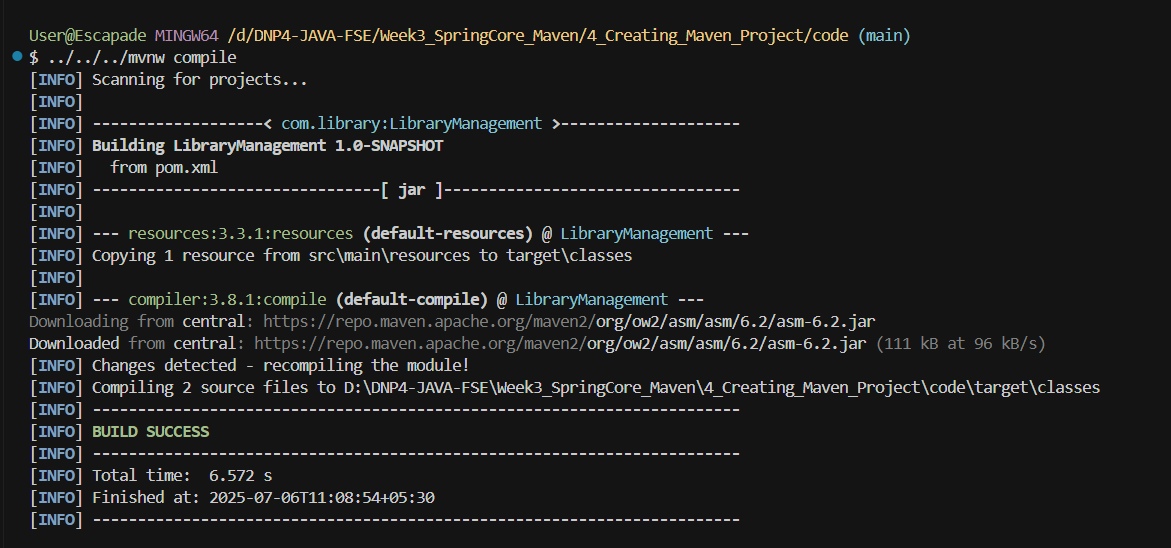 User@Escapade MINGW64 /d/DNP4-JAVA-FSE/Week3_SpringCore_Maven/4_Creating_Maven_Project/code (main)
$ ../../../mvnw compile
[INFO] Scanning for projects...
[INFO]
[INFO] -------------------< com.library:LibraryManagement >--------------------
[INFO] Building LibraryManagement 1.0-SNAPSHOT
[INFO]   from pom.xml
[INFO] --------------------------------[ jar ]---------------------------------
[INFO]
[INFO] --- resources:3.3.1:resources (default-resources) @ LibraryManagement ---
[INFO] Copying 1 resource from src\main\resources to target\classes
[INFO]
[INFO] --- compiler:3.8.1:compile (default-compile) @ LibraryManagement ---
Downloading from central: https://repo.maven.apache.org/maven2/org/ow2/asm/asm/6.2/asm-6.2.jar
Downloaded from central: https://repo.maven.apache.org/maven2/org/ow2/asm/asm/6.2/asm-6.2.jar (111 kB at 96 kB/s)
[INFO] Changes detected - recompiling the module!
[INFO] Compiling 2 source files to D:\DNP4-JAVA-FSE\Week3_SpringCore_Maven\4_Creating_Maven_Project\code\target\classes
[INFO] ------------------------------------------------------------------------
[INFO] BUILD SUCCESS
[INFO] ------------------------------------------------------------------------
[INFO] Total time:  6.572 s
[INFO] Finished at: 2025-07-06T11:08:54+05:30
[INFO] ------------------------------------------------------------------------